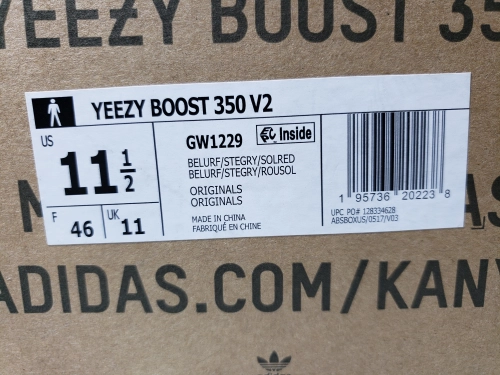 YEEZY BOOST 35
YEEZY BOOST 350 V2
US
11 1/2
F 46
UK 11
GW1229
Inside
BELURF/STEGRY/SOLRED
BELURF/STEGRY/ROUSOL
ORIGINALS
ORIGINALS
MADE IN CHINA
FABRIQUÉ EN CHINE
1 95736 20223 8
UPC PO# 128334628
ABSBOXUS/0517/V03
ADIDAS.COM/KANY